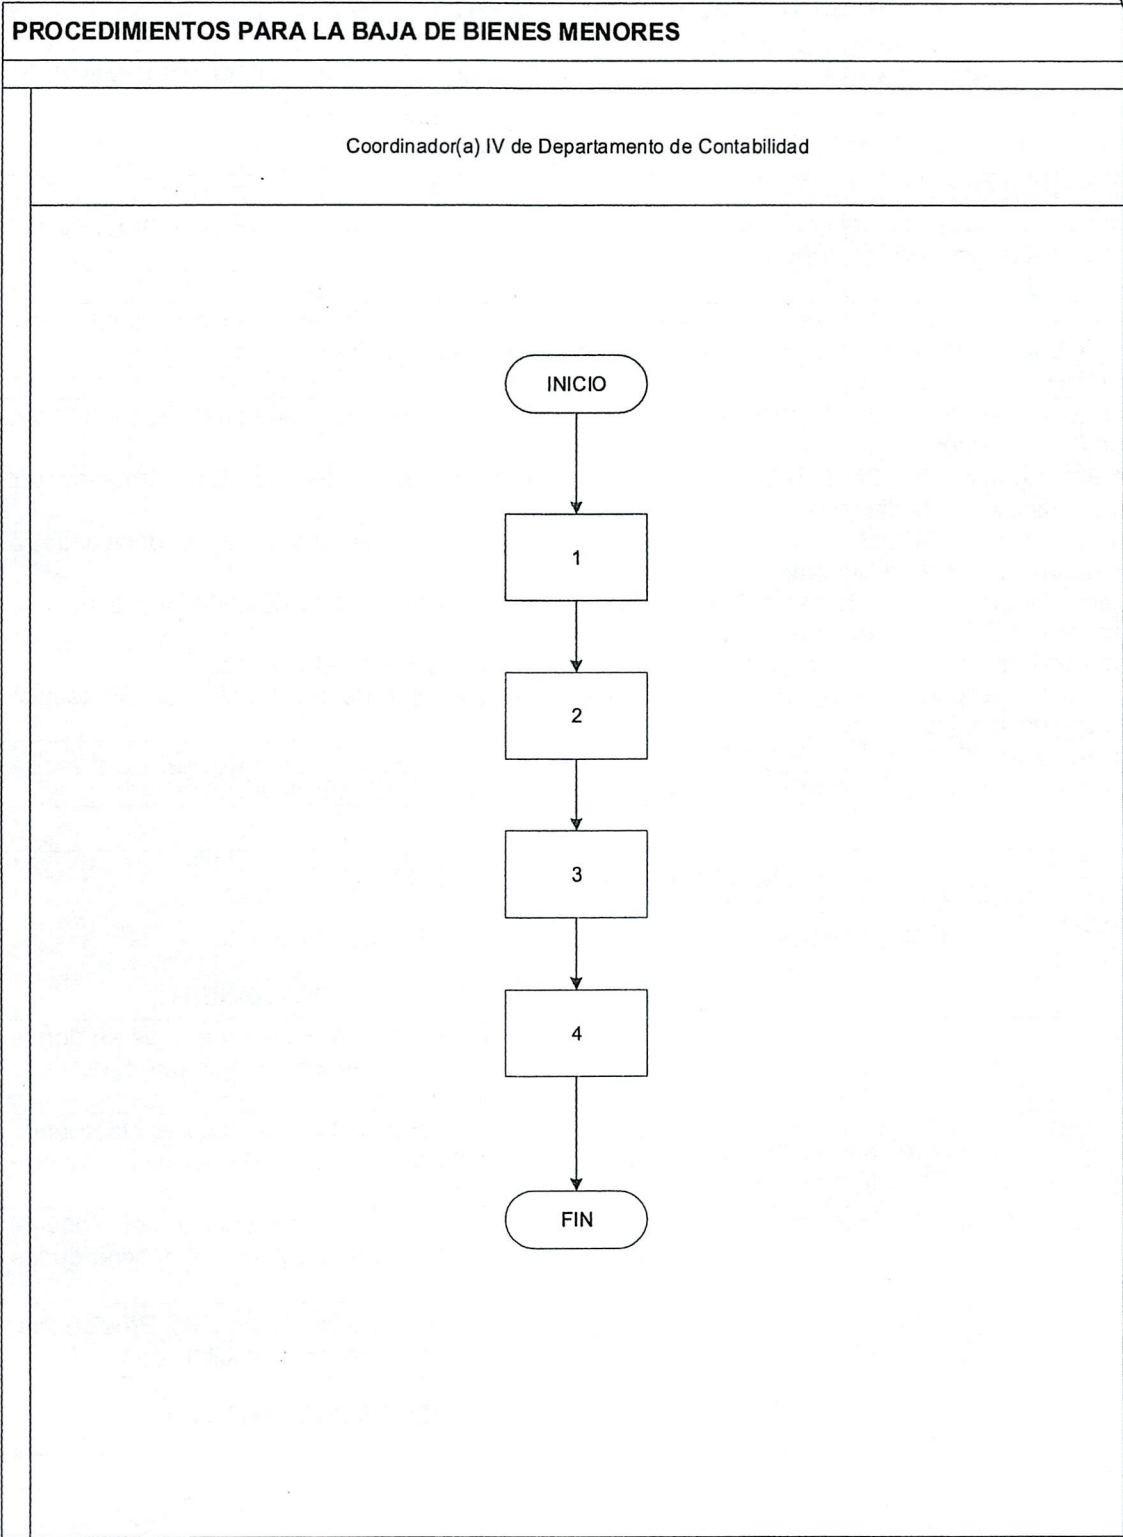 PROCEDIMIENTOS PARA LA BAJA DE BIENES MENORES
Coordinador(a) IV de Departamento de Contabilidad
INICIO
1
2
3
4
FIN